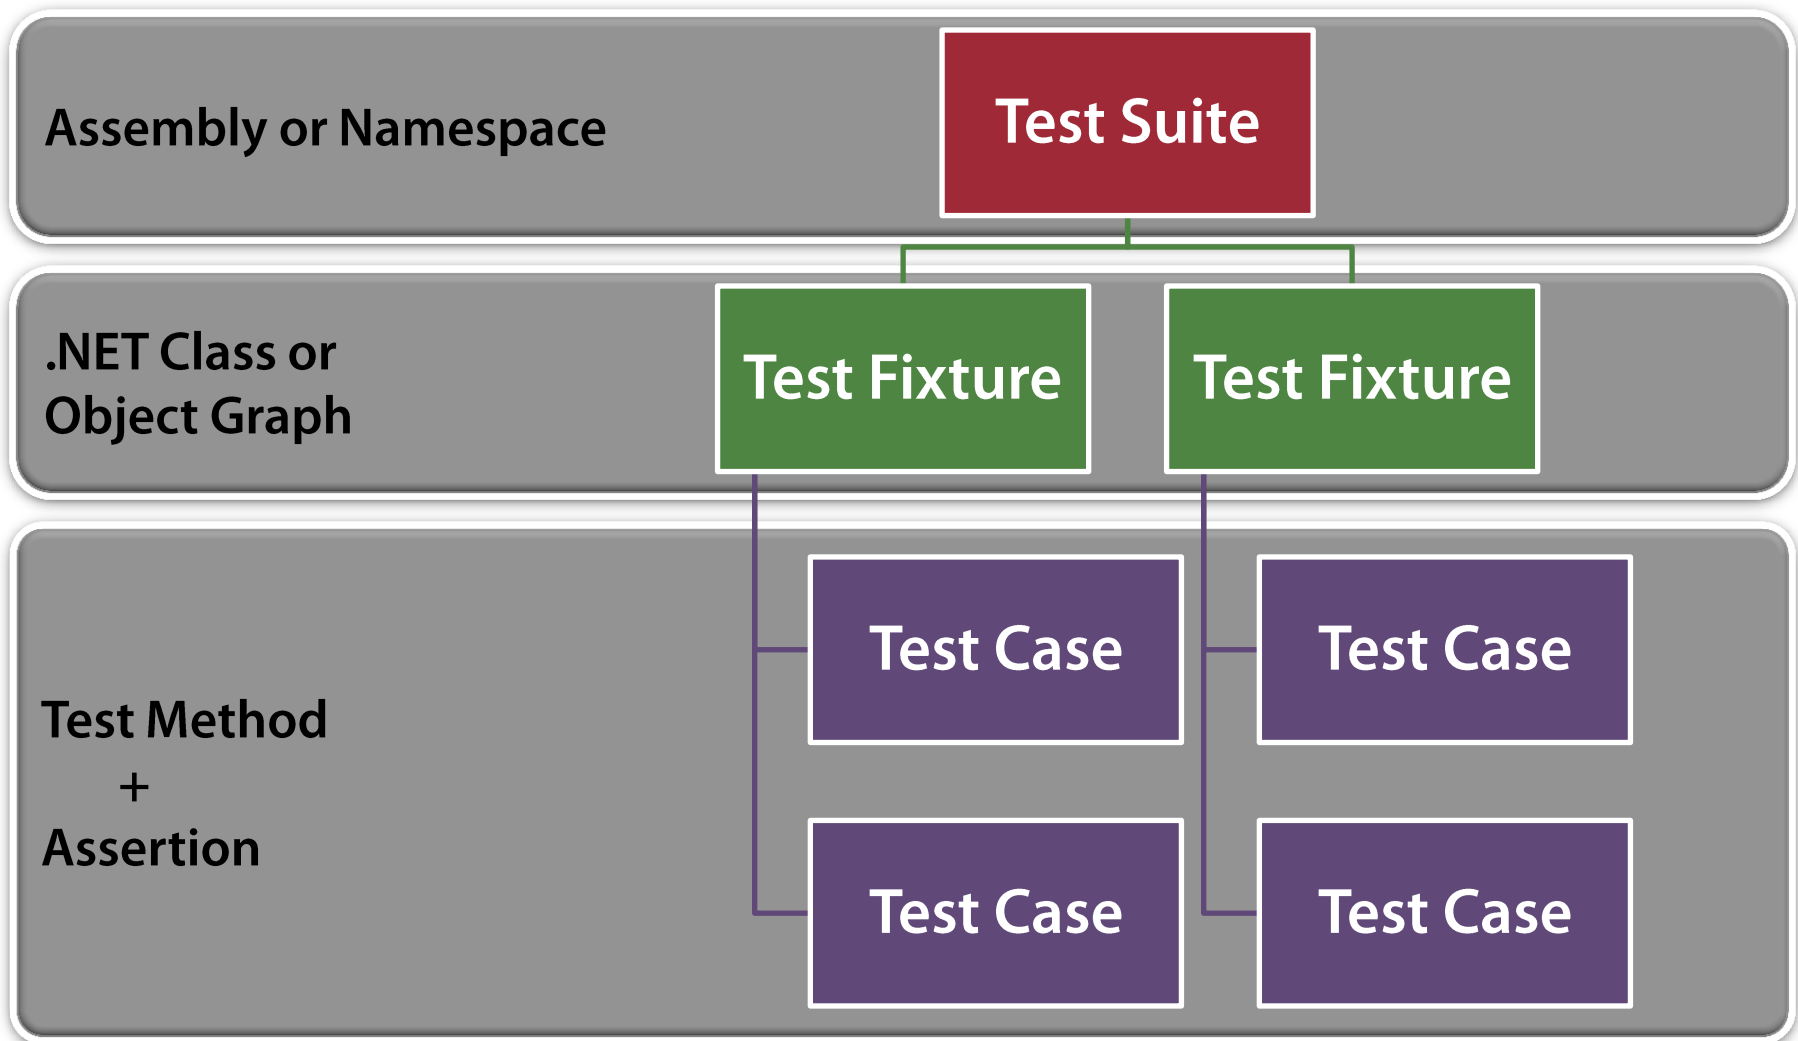 Assembly or Namespace
Test Suite
.NET Class or
Object Graph
Test Fixture
Test Fixture
Test Method
+
Assertion
Test Case
Test Case
Test Case
Test Case